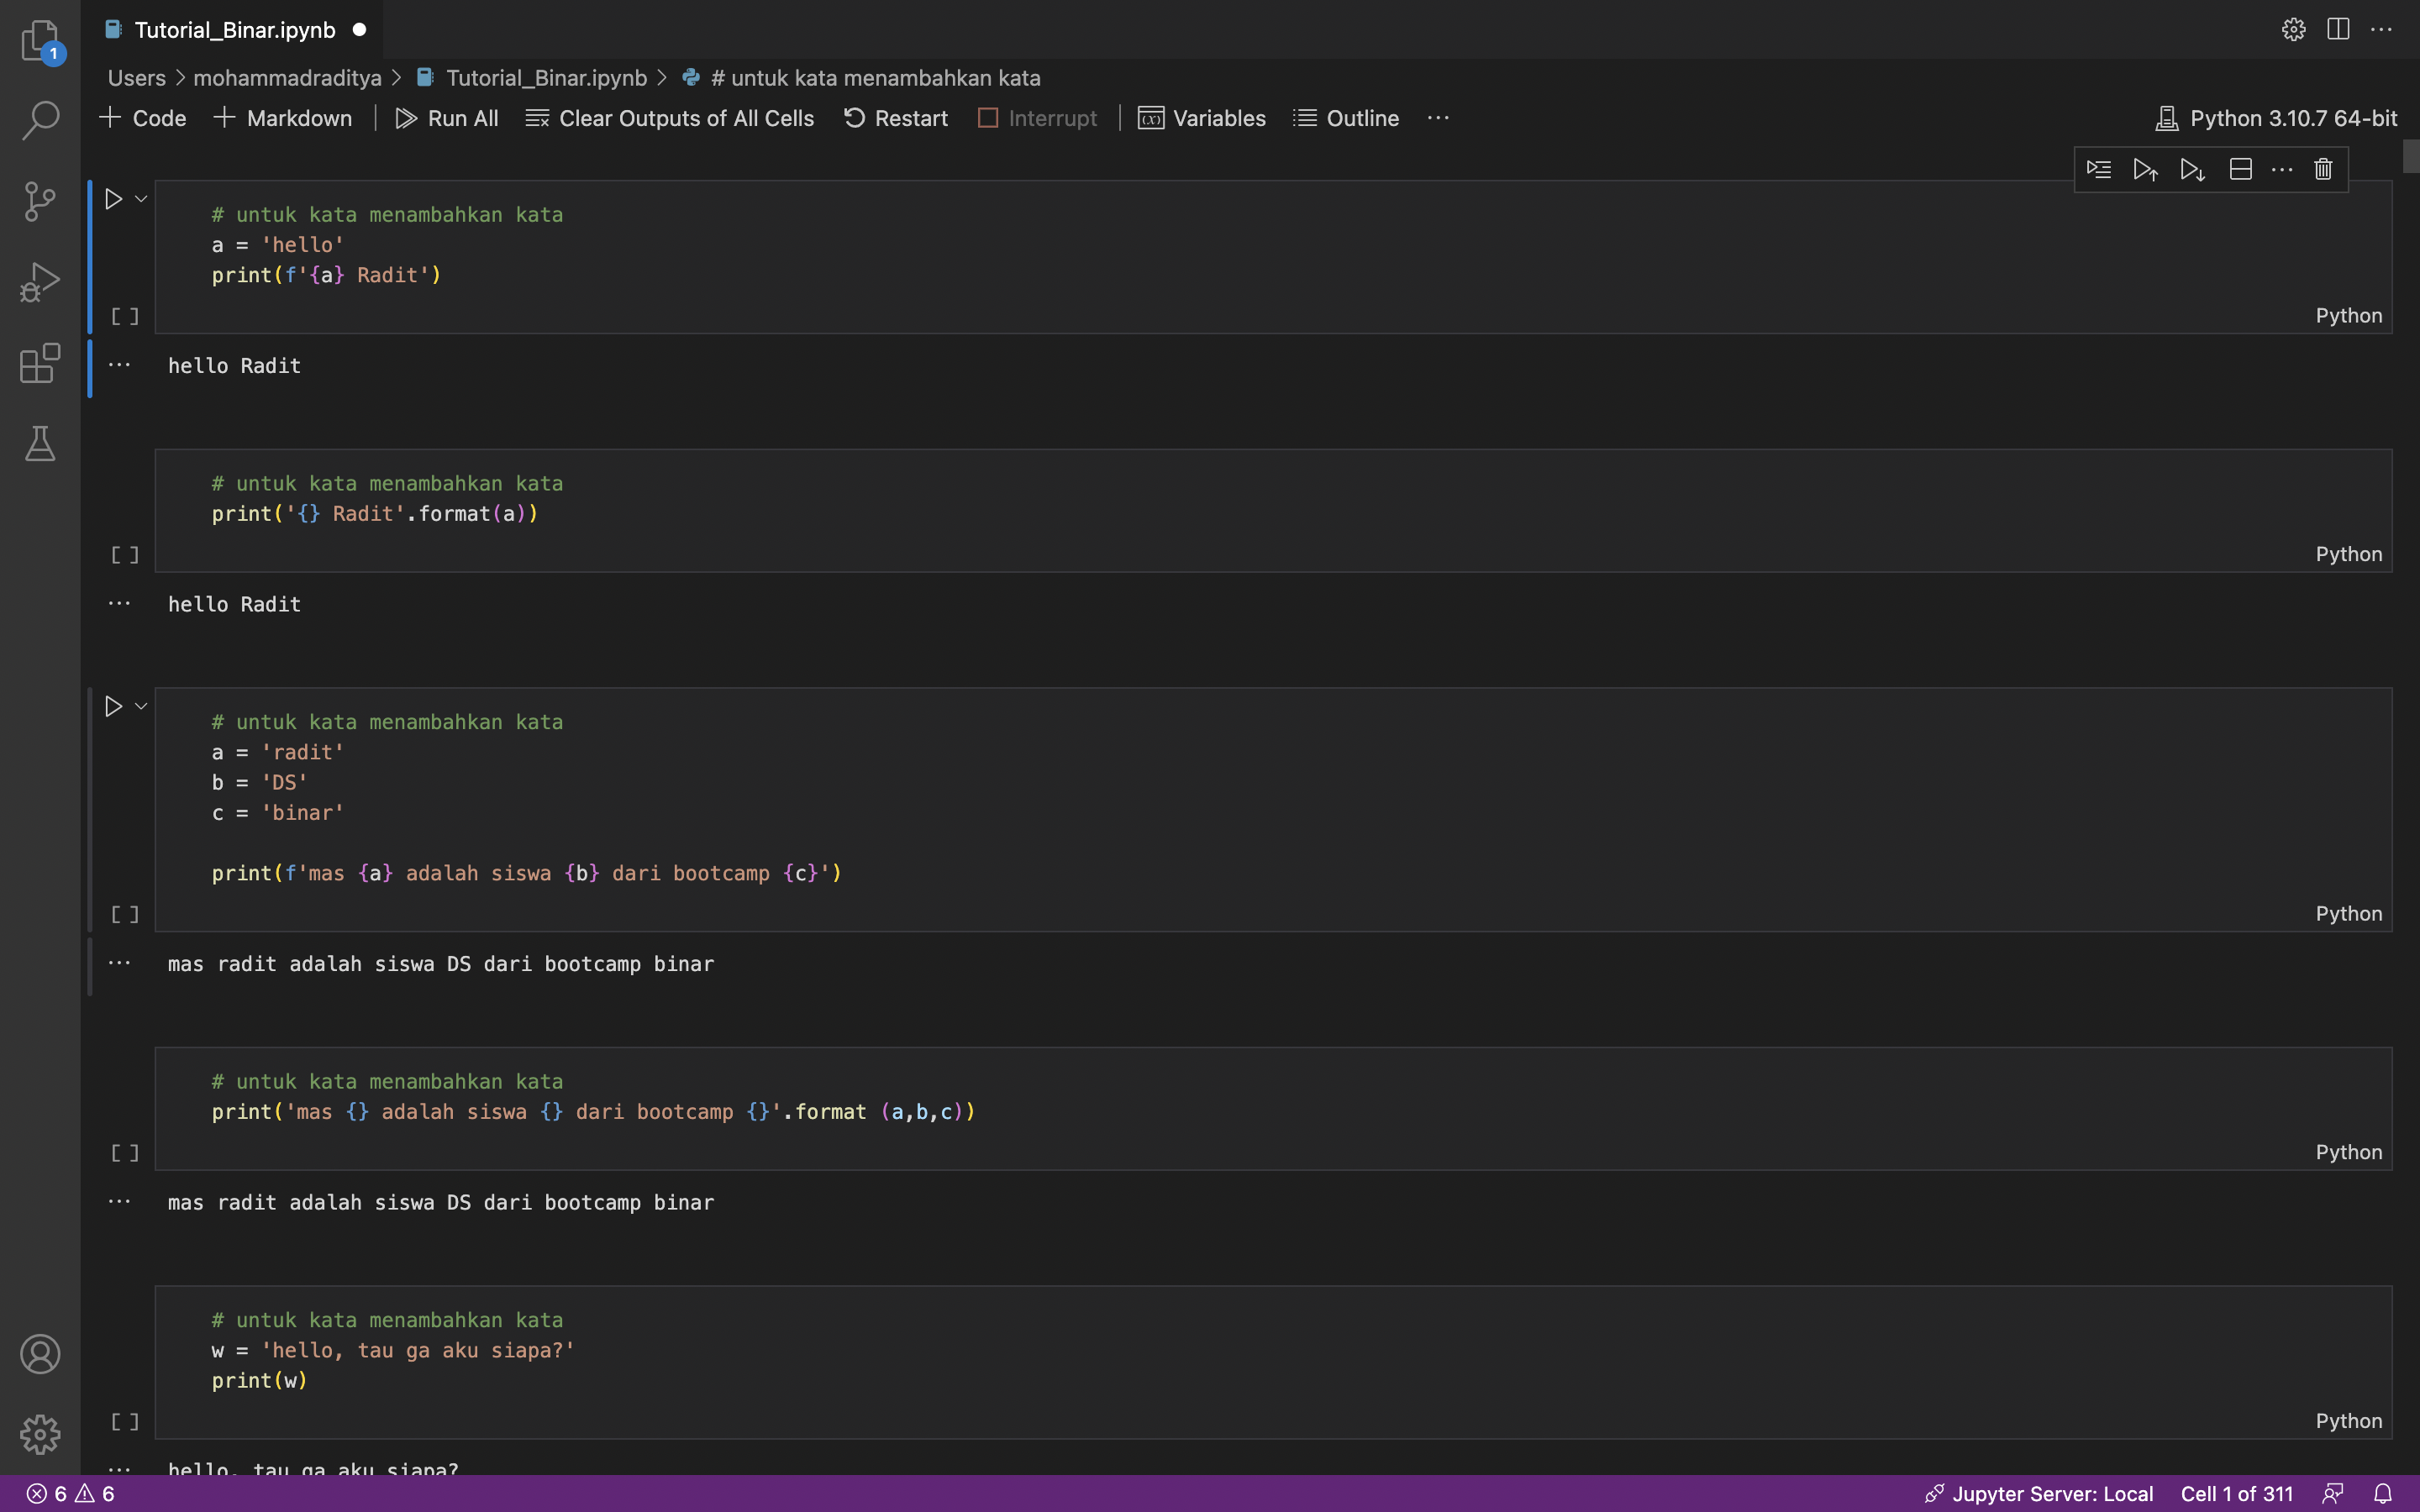 1
Tutorial_Binar.ipynb
Users > mohammadraditya > Tutorial_Binar.ipynb > # untuk kata menambahkan kata
+ Code + Markdown | Run All Clear Outputs of All Cells Restart Interrupt | Variables Outline ...
Python 3.10.7 64-bit
# untuk kata menambahkan kata
a = 'hello'
print(f'{a} Radit')
[ ]
Python
... hello Radit
# untuk kata menambahkan kata
print('{} Radit'.format(a))
[ ]
Python
... hello Radit
# untuk kata menambahkan kata
a = 'radit'
b = 'DS'
c = 'binar'
print(f'mas {a} adalah siswa {b} dari bootcamp {c}')
[ ]
Python
... mas radit adalah siswa DS dari bootcamp binar
# untuk kata menambahkan kata
print('mas {} adalah siswa {} dari bootcamp {}'.format (a,b,c))
[ ]
Python
... mas radit adalah siswa DS dari bootcamp binar
# untuk kata menambahkan kata
w = 'hello, tau ga aku siapa?'
print(w)
[ ]
Python
... hello, tau ga aku siapa?
6 6
Jupyter Server: Local Cell 1 of 311